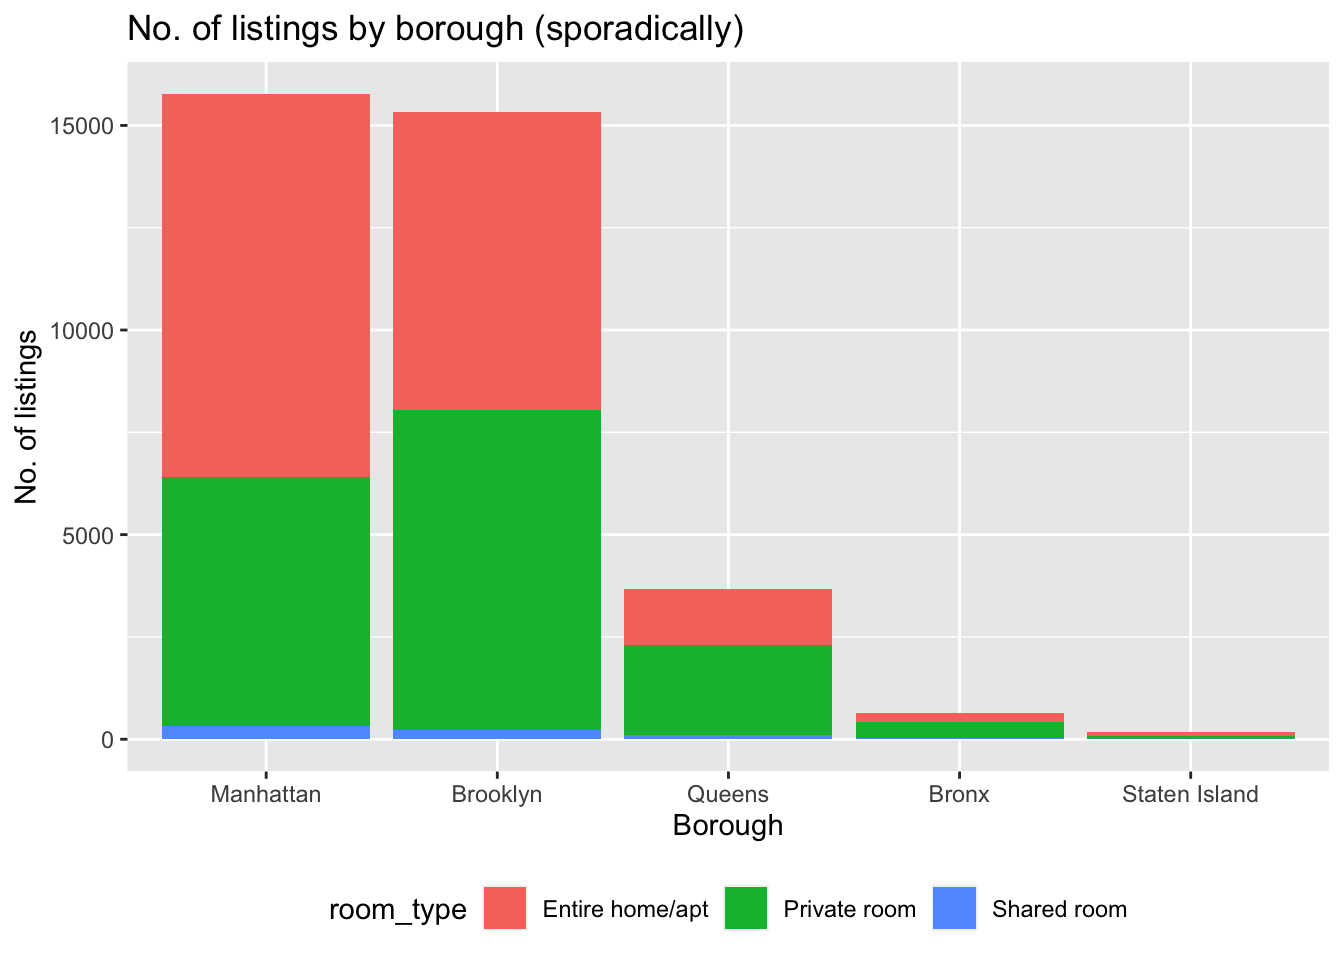 No. of listings by borough (sporadically)
15000
10000
5000
0
No. of listings
Manhattan Brooklyn Queens Bronx Staten Island
Borough
room_type Entire home/apt Private room Shared room